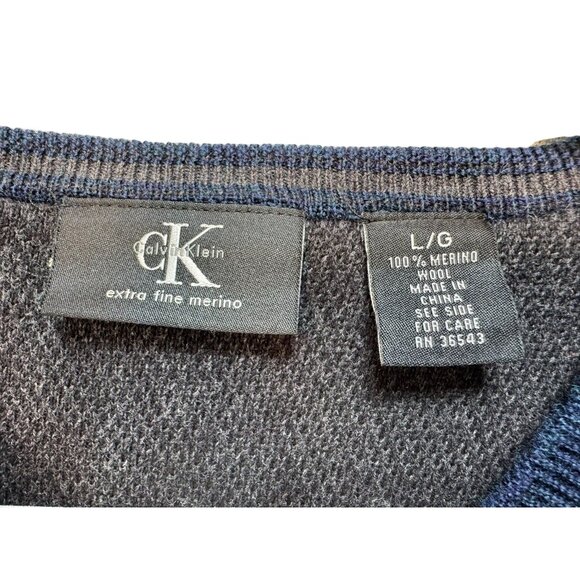 CK
Calvin Klein
extra fine merino
L/G
100% MERINO
WOOL
MADE IN
CHINA
SEE SIDE
FOR CARE
RN 36543